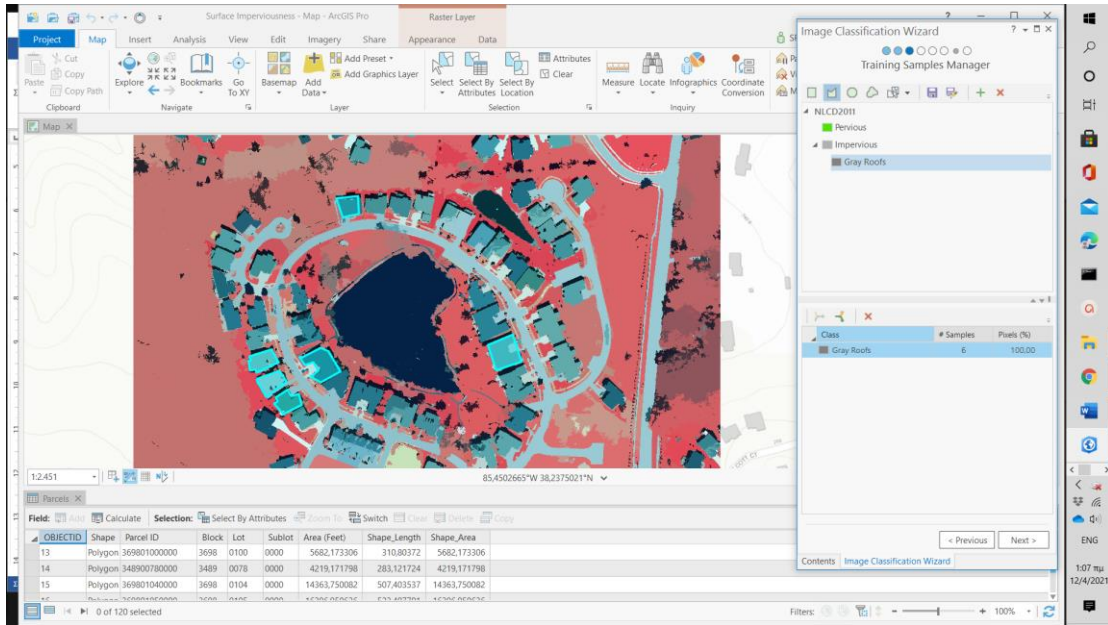 Surface Imperviousness - Map - ArcGIS Pro
Raster Layer
? — □ ×
Project Map Insert Analysis View Edit Imagery Share Appearance Data
Cut
Copy
Copy Path
Paste
Clipboard
Explore
Bookmarks
Go To XY
Navigate
Basemap
Add Data
Add Preset
Add Graphics Layer
Layer
Select
Select By Attributes
Select By Location
Attributes
Clear
Selection
Measure
Locate
Infographics
Coordinate Conversion
Inquiry
Map ×
1:2.451
85,4502665°W 38,2375021°N
Image Classification Wizard
Training Samples Manager
NLCD2011
Pervious
Impervious
Gray Roofs
Class # Samples Pixels (%)
Gray Roofs 6 100,00
< Previous Next >
Contents Image Classification Wizard
Parcels ×
Field: Add Calculate Selection: Select By Attributes Zoom To Switch Clear Delete Copy
OBJECTID Shape Parcel ID Block Lot Sublot Area (Feet) Shape_Length Shape_Area
13 Polygon 369801000000 3698 0100 0000 5682,173306 310,80372 5682,173306
14 Polygon 348900780000 3489 0078 0000 4219,171798 283,121724 4219,171798
15 Polygon 369801040000 3698 0104 0000 14363,750082 507,403537 14363,750082
0 of 120 selected
Filters:
100%
ENG
1:07 πμ
12/4/2021